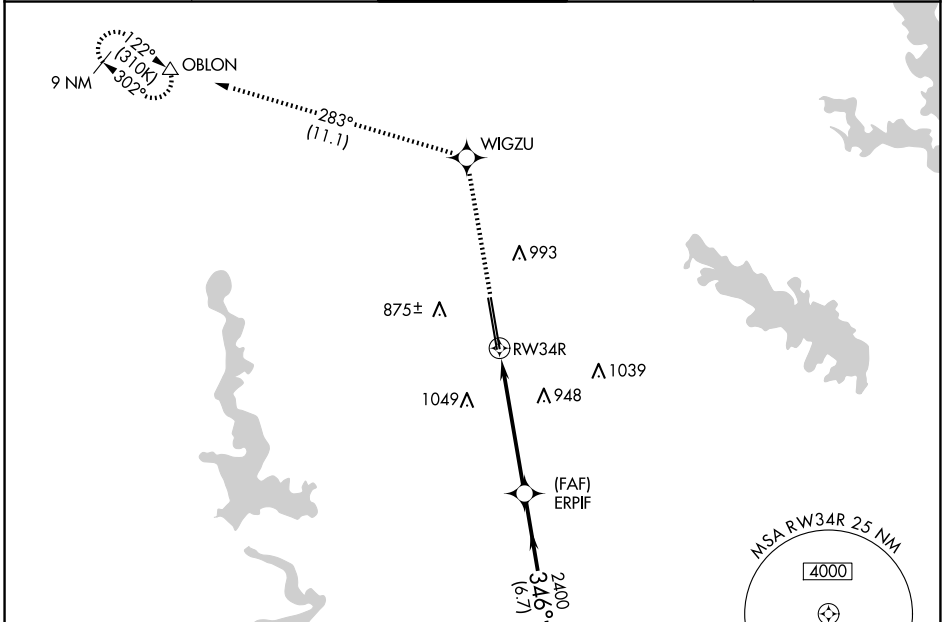 122°
(310K)
302°
9 NM
OBLON
283°
(11.1)
WIGZU
993
875±
RW34R
1039
1049
948
(FAF)
ERPIF
2400
346°
(6.7)
MSA RW34R 25 NM
4000